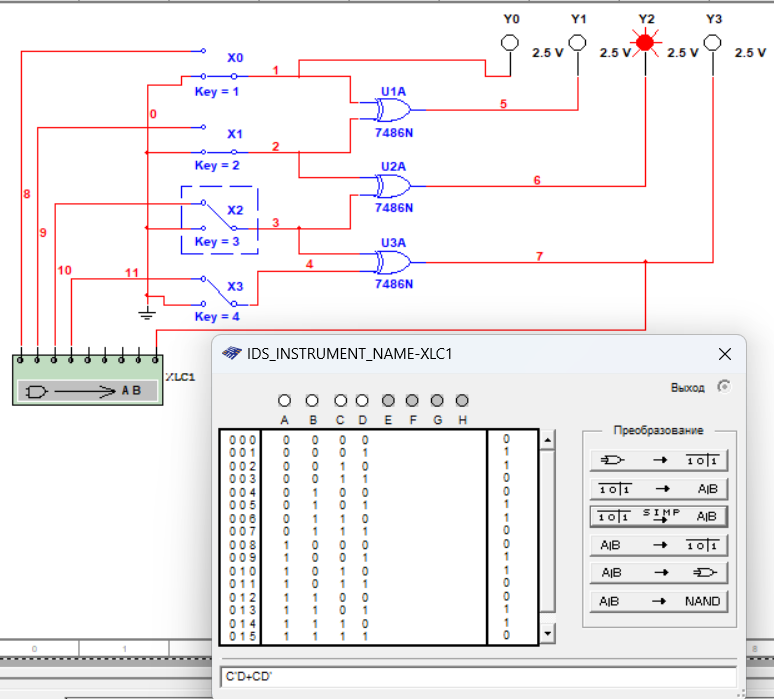 Y0 Y1 Y2 Y3
2.5 V 2.5 V 2.5 V 2.5 V
X0
1
Key = 1
U1A
0
5
7486N
X1
2
Key = 2
U2A
8
6
X2
7486N
3
9
Key = 3
U3A
7
10 11
4
X3
7486N
Key = 4
XLC1
A B
IDS_INSTRUMENT_NAME-XLC1
Выход
A B C D E F G H
Преобразование
000 0 0 0 0 0
001 0 0 0 1 1
002 0 0 1 0 1
003 0 0 1 1 0
004 0 1 0 0 0
005 0 1 0 1 1
006 0 1 1 0 1
007 0 1 1 1 0
008 1 0 0 0 0
009 1 0 0 1 1
010 1 0 1 0 1
011 1 0 1 1 0
012 1 1 0 0 0
013 1 1 0 1 1
014 1 1 1 0 1
015 1 1 1 1 0
→ 10|1
10|1 → A|B
10|1 SIMP → A|B
A|B → 10|1
A|B →
A|B → NAND
0 1 8
C'D+CD'